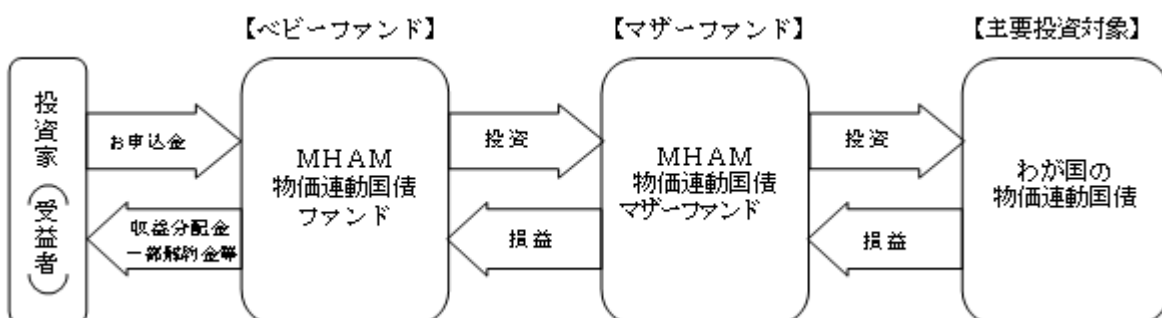 【ベビーファンド】
【マザーファンド】
【主要投資対象】
投資家(受益者)
お申込金
収益分配金
一部解約金等
MHAM
物価連動国債
ファンド
投資
損益
MHAM
物価連動国債
マザーファンド
投資
損益
わが国の
物価連動国債